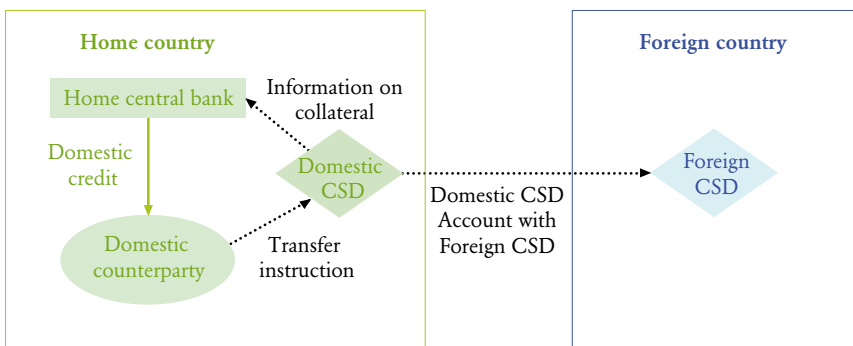 Home country
Foreign country
Information on
collateral
Home central bank
Domestic
credit
Domestic
CSD
Foreign
CSD
Domestic CSD
Account with
Foreign CSD
Domestic
counterparty
Transfer
instruction